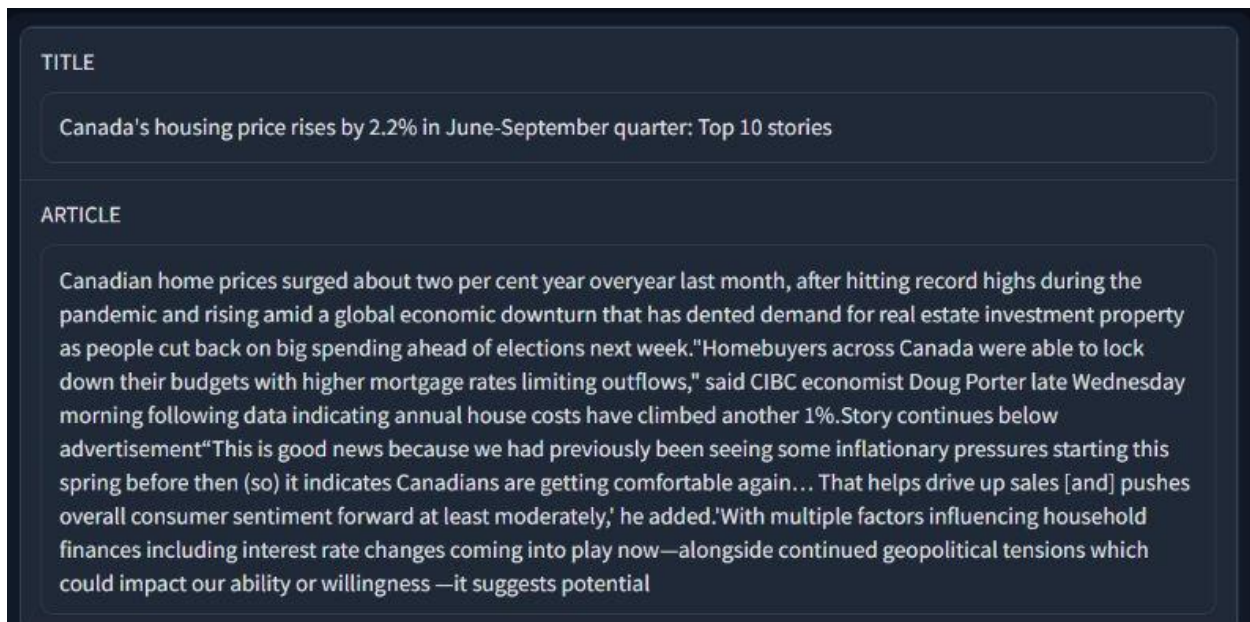 TITLE
Canada's housing price rises by 2.2% in June-September quarter: Top 10 stories
ARTICLE
Canadian home prices surged about two per cent year overyear last month, after hitting record highs during the
pandemic and rising amid a global economic downturn that has dented demand for real estate investment property
as people cut back on big spending ahead of elections next week."Homebuyers across Canada were able to lock
down their budgets with higher mortgage rates limiting outflows," said CIBC economist Doug Porter late Wednesday
morning following data indicating annual house costs have climbed another 1%.Story continues below
advertisement“This is good news because we had previously been seeing some inflationary pressures starting this
spring before then (so) it indicates Canadians are getting comfortable again… That helps drive up sales [and] pushes
overall consumer sentiment forward at least moderately,' he added.'With multiple factors influencing household
finances including interest rate changes coming into play now—alongside continued geopolitical tensions which
could impact our ability or willingness —it suggests potential